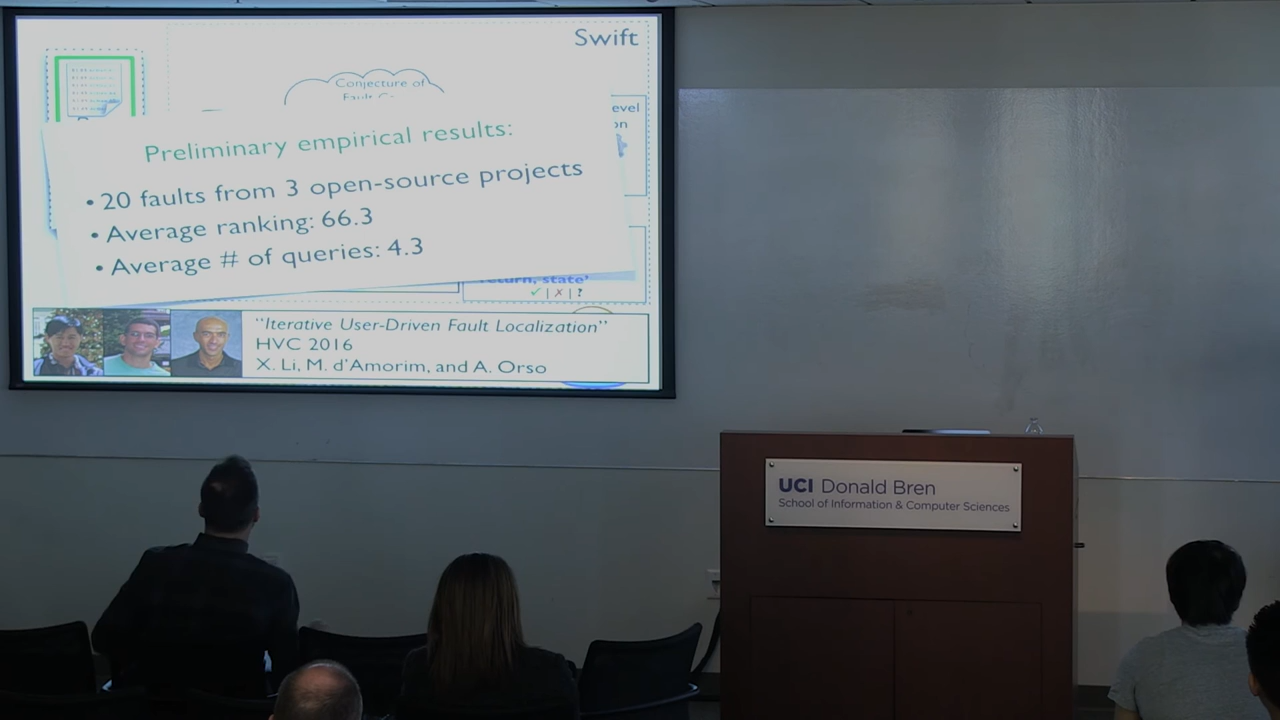 Swift
Conjecture of
evel
on
Preliminary empirical results:
• 20 faults from 3 open-source projects
• Average ranking: 66.3
• Average # of queries: 4.3
return, state’
✓ | ✗ | ?
“Iterative User-Driven Fault Localization”
HVC 2016
X. Li, M. d’Amorim, and A. Orso
UCI Donald Bren
School of Information & Computer Sciences